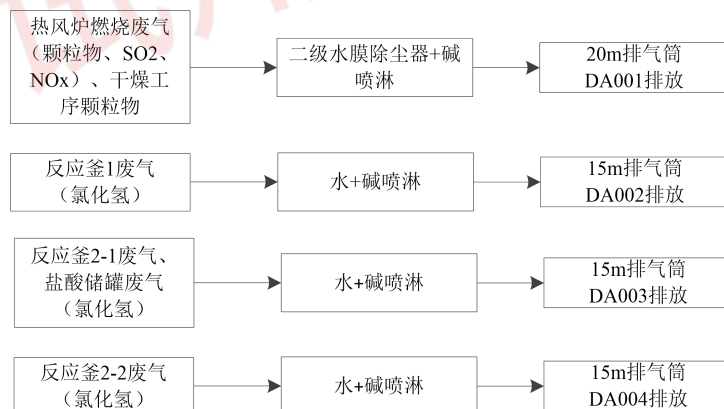 热风炉燃烧废气
（颗粒物、SO2、
NOx）、干燥工
序颗粒物
二级水膜除尘器+碱
喷淋
20m排气筒
DA001排放
反应釜1废气
（氯化氢）
水+碱喷淋
15m排气筒
DA002排放
反应釜2-1废气、
盐酸储罐废气
（氯化氢）
水+碱喷淋
15m排气筒
DA003排放
反应釜2-2废气
（氯化氢）
水+碱喷淋
15m排气筒
DA004排放